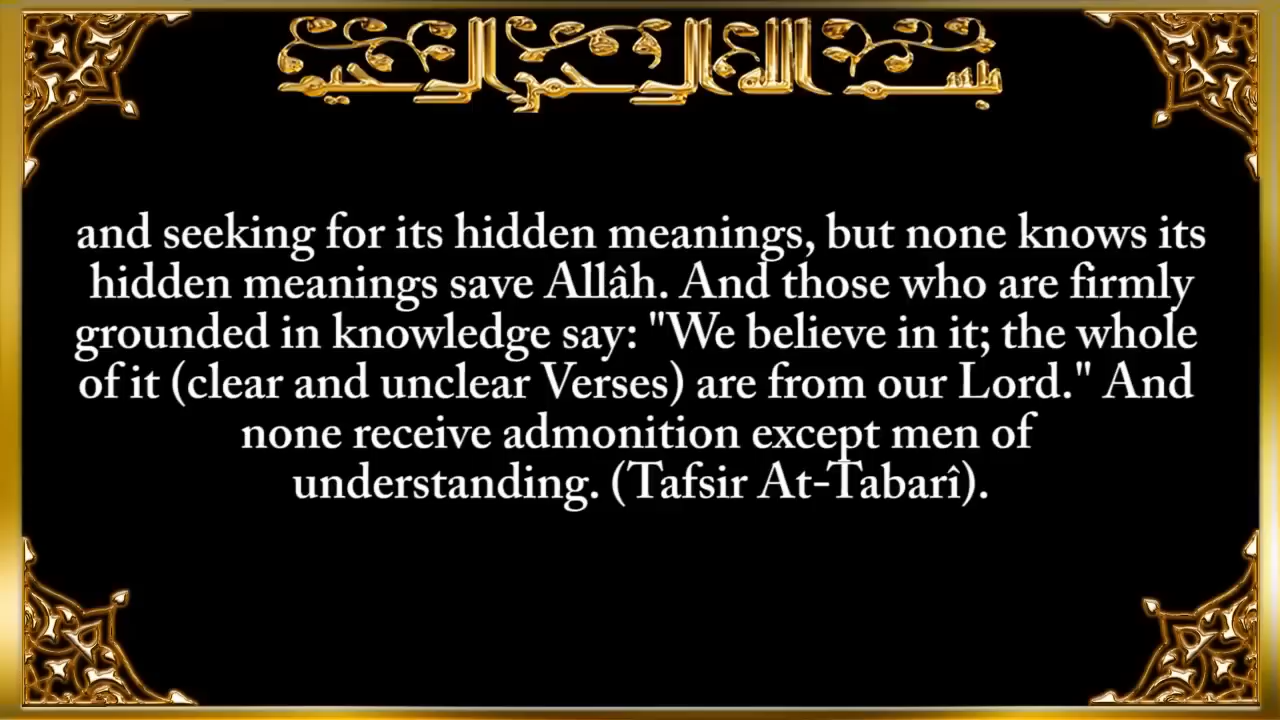 بسم الله الرحمن الرحيم
and seeking for its hidden meanings, but none knows its
hidden meanings save Allâh. And those who are firmly
grounded in knowledge say: "We believe in it; the whole
of it (clear and unclear Verses) are from our Lord." And
none receive admonition except men of
understanding. (Tafsir At-Tabarî).